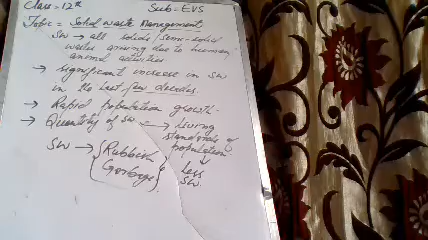 Class - 12th Sub - EVS
Topic = Solid waste Management
SW → all solids / semi-solid
waste arising due to human
animal activities
→ significant increase in SW
in the last few decades
→ Rapid population growth
→ Quantity of SW → Living
standards of
population
SW → Rubbish
Garbage
Less
SW.